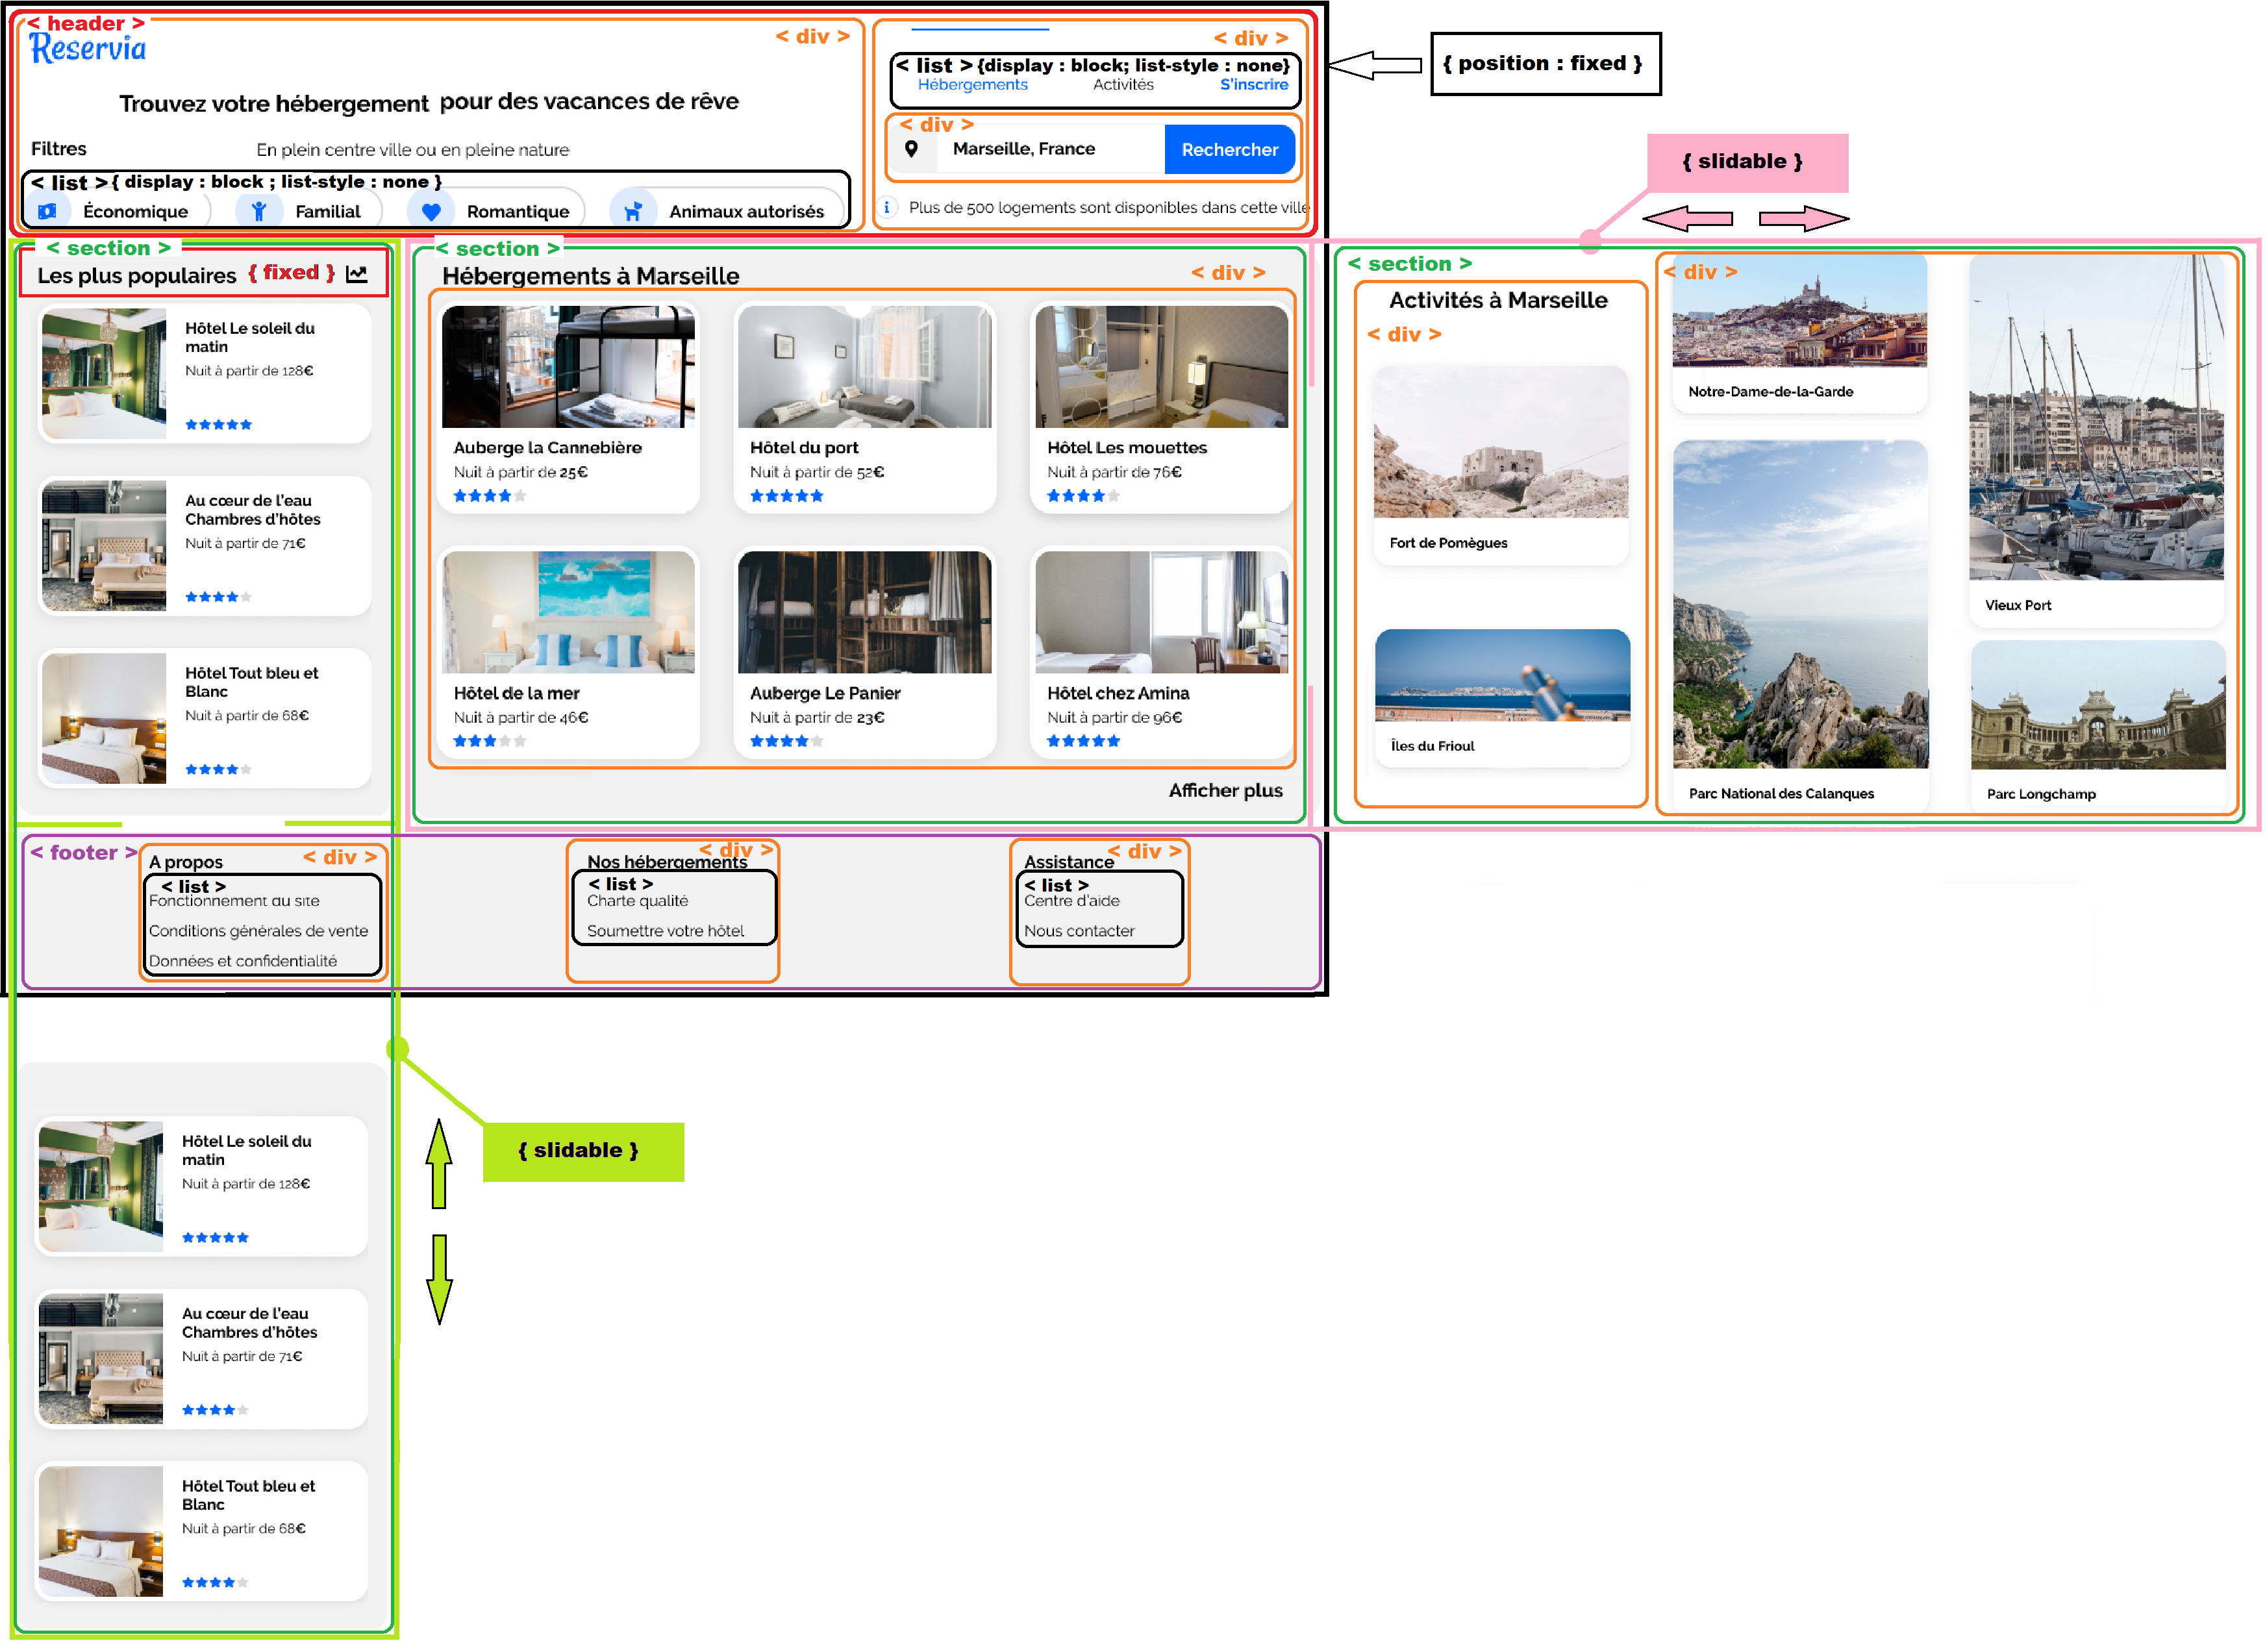 < header >
Reservia
< div >
Trouvez votre hébergement pour des vacances de rêve
Filtres
En plein centre ville ou en pleine nature
< list > { display : block ; list-style : none }
Économique
Familial
Romantique
Animaux autorisés
< div >
< list > {display : block; list-style : none}
Hébergements
Activités
S'inscrire
< div >
Marseille, France
Rechercher
Plus de 500 logements sont disponibles dans cette ville
{ position : fixed }
{ slidable }
< section >
Les plus populaires { fixed }
Hôtel Le soleil du
matin
Nuit à partir de 128€
Au cœur de l'eau
Chambres d'hôtes
Nuit à partir de 71€
Hôtel Tout bleu et
Blanc
Nuit à partir de 68€
< section >
Hébergements à Marseille
< div >
Auberge la Cannebière
Nuit à partir de 25€
Hôtel du port
Nuit à partir de 52€
Hôtel Les mouettes
Nuit à partir de 76€
Hôtel de la mer
Nuit à partir de 46€
Auberge Le Panier
Nuit à partir de 23€
Hôtel chez Amina
Nuit à partir de 96€
Afficher plus
< section >
Activités à Marseille
< div >
Fort de Pomègues
Îles du Frioul
< div >
Notre-Dame-de-la-Garde
Parc National des Calanques
Vieux Port
Parc Longchamp
< footer >
A propos
< div >
< list >
Fonctionnement du site
Conditions générales de vente
Données et confidentialité
Nos hébergements
< div >
< list >
Charte qualité
Soumettre votre hôtel
Assistance
< div >
< list >
Centre d'aide
Nous contacter
{ slidable }
Hôtel Le soleil du
matin
Nuit à partir de 128€
Au cœur de l'eau
Chambres d'hôtes
Nuit à partir de 71€
Hôtel Tout bleu et
Blanc
Nuit à partir de 68€